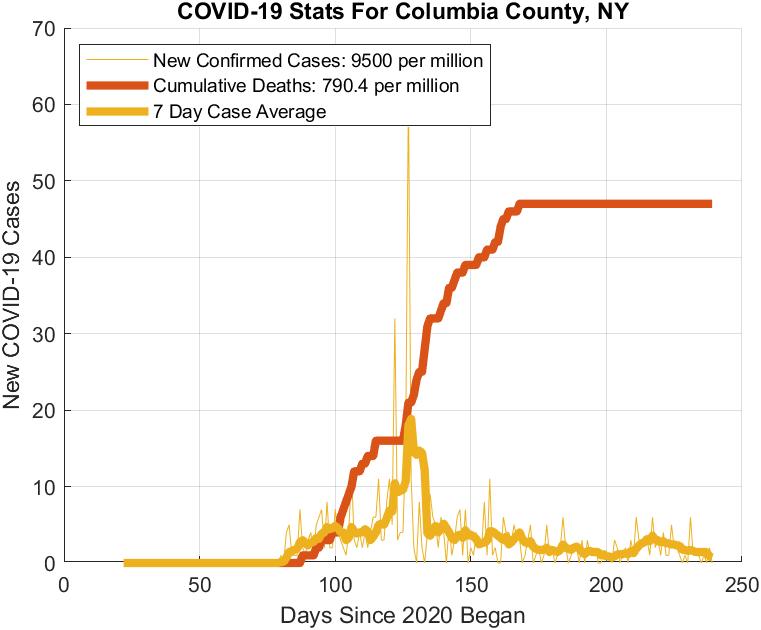 COVID-19 Stats For Columbia County, NY
70
60
50
40
30
20
10
0
New COVID-19 Cases
New Confirmed Cases: 9500 per million
Cumulative Deaths: 790.4 per million
7 Day Case Average
0 50 100 150 200 250
Days Since 2020 Began